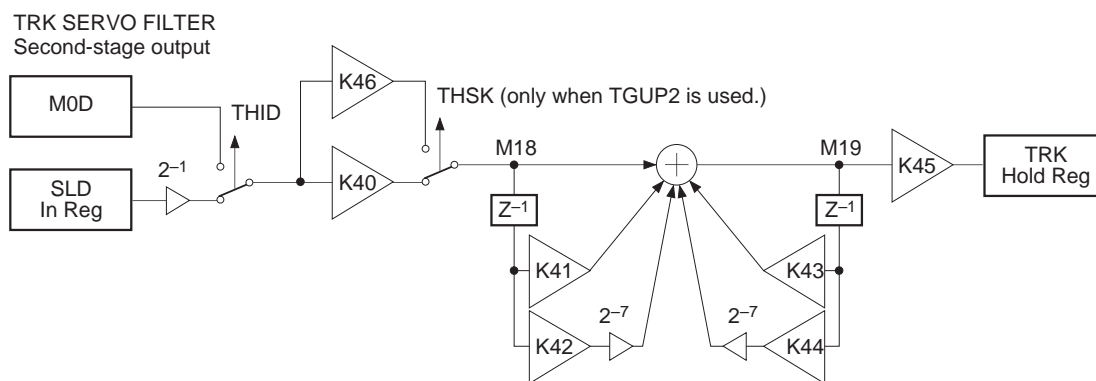 TRK SERVO FILTER
Second-stage output
M0D
THID
K46
THSK (only when TGUP2 is used.)
SLD
In Reg
2–1
K40
M18
M19
K45
TRK
Hold Reg
Z–1
Z–1
K41
K43
K42
2–7
2–7
K44